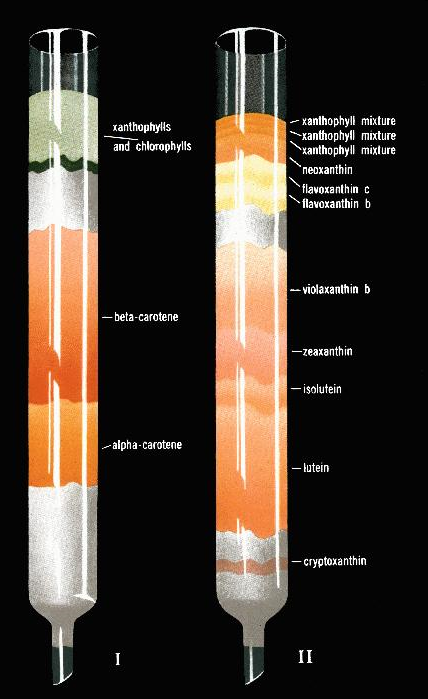 xanthophylls
and chlorophylls
beta-carotene
alpha-carotene
I
xanthophyll mixture
xanthophyll mixture
xanthophyll mixture
neoxanthin
flavoxanthin c
flavoxanthin b
violaxanthin b
zeaxanthin
isolutein
lutein
cryptoxanthin
II